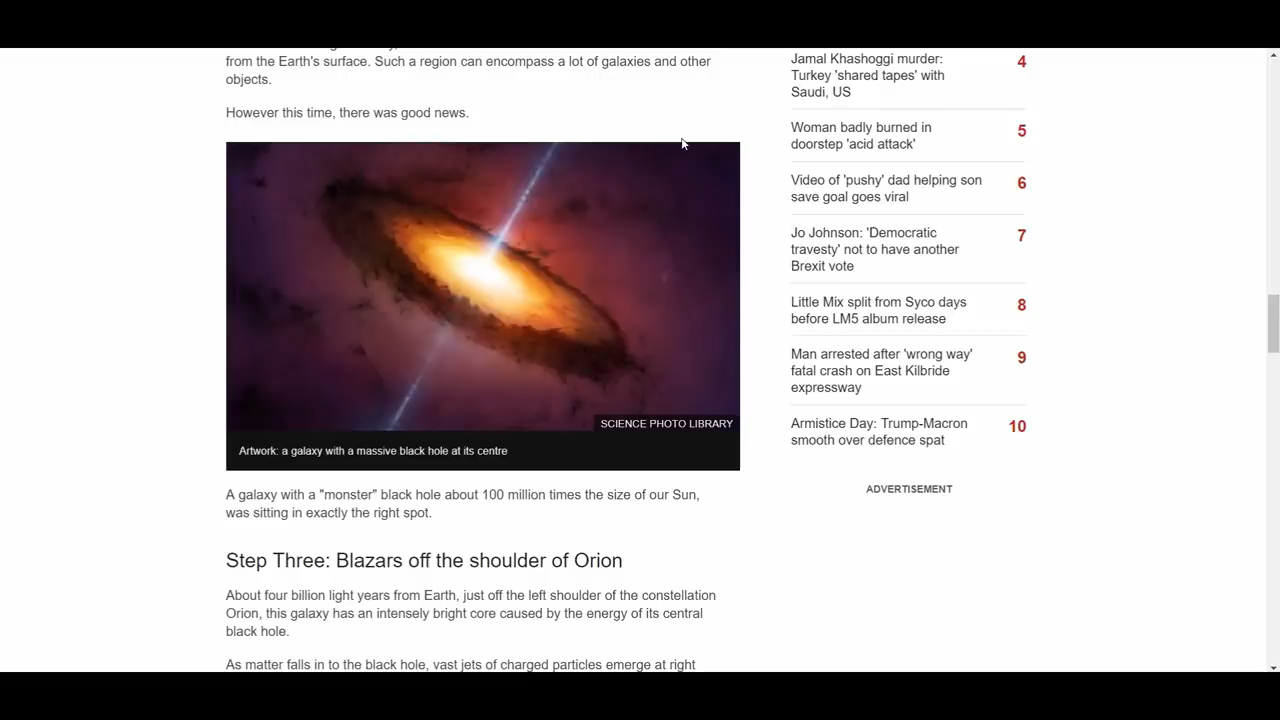 from the Earth's surface. Such a region can encompass a lot of galaxies and other
objects.
However this time, there was good news.
SCIENCE PHOTO LIBRARY
Artwork: a galaxy with a massive black hole at its centre
A galaxy with a "monster" black hole about 100 million times the size of our Sun,
was sitting in exactly the right spot.
Step Three: Blazars off the shoulder of Orion
About four billion light years from Earth, just off the left shoulder of the constellation
Orion, this galaxy has an intensely bright core caused by the energy of its central
black hole.
As matter falls in to the black hole, vast jets of charged particles emerge at right
Jamal Khashoggi murder:
Turkey 'shared tapes' with
Saudi, US
4
Woman badly burned in
doorstep 'acid attack'
5
Video of 'pushy' dad helping son
save goal goes viral
6
Jo Johnson: 'Democratic
travesty' not to have another
Brexit vote
7
Little Mix split from Syco days
before LM5 album release
8
Man arrested after 'wrong way'
fatal crash on East Kilbride
expressway
9
Armistice Day: Trump-Macron
smooth over defence spat
10
ADVERTISEMENT